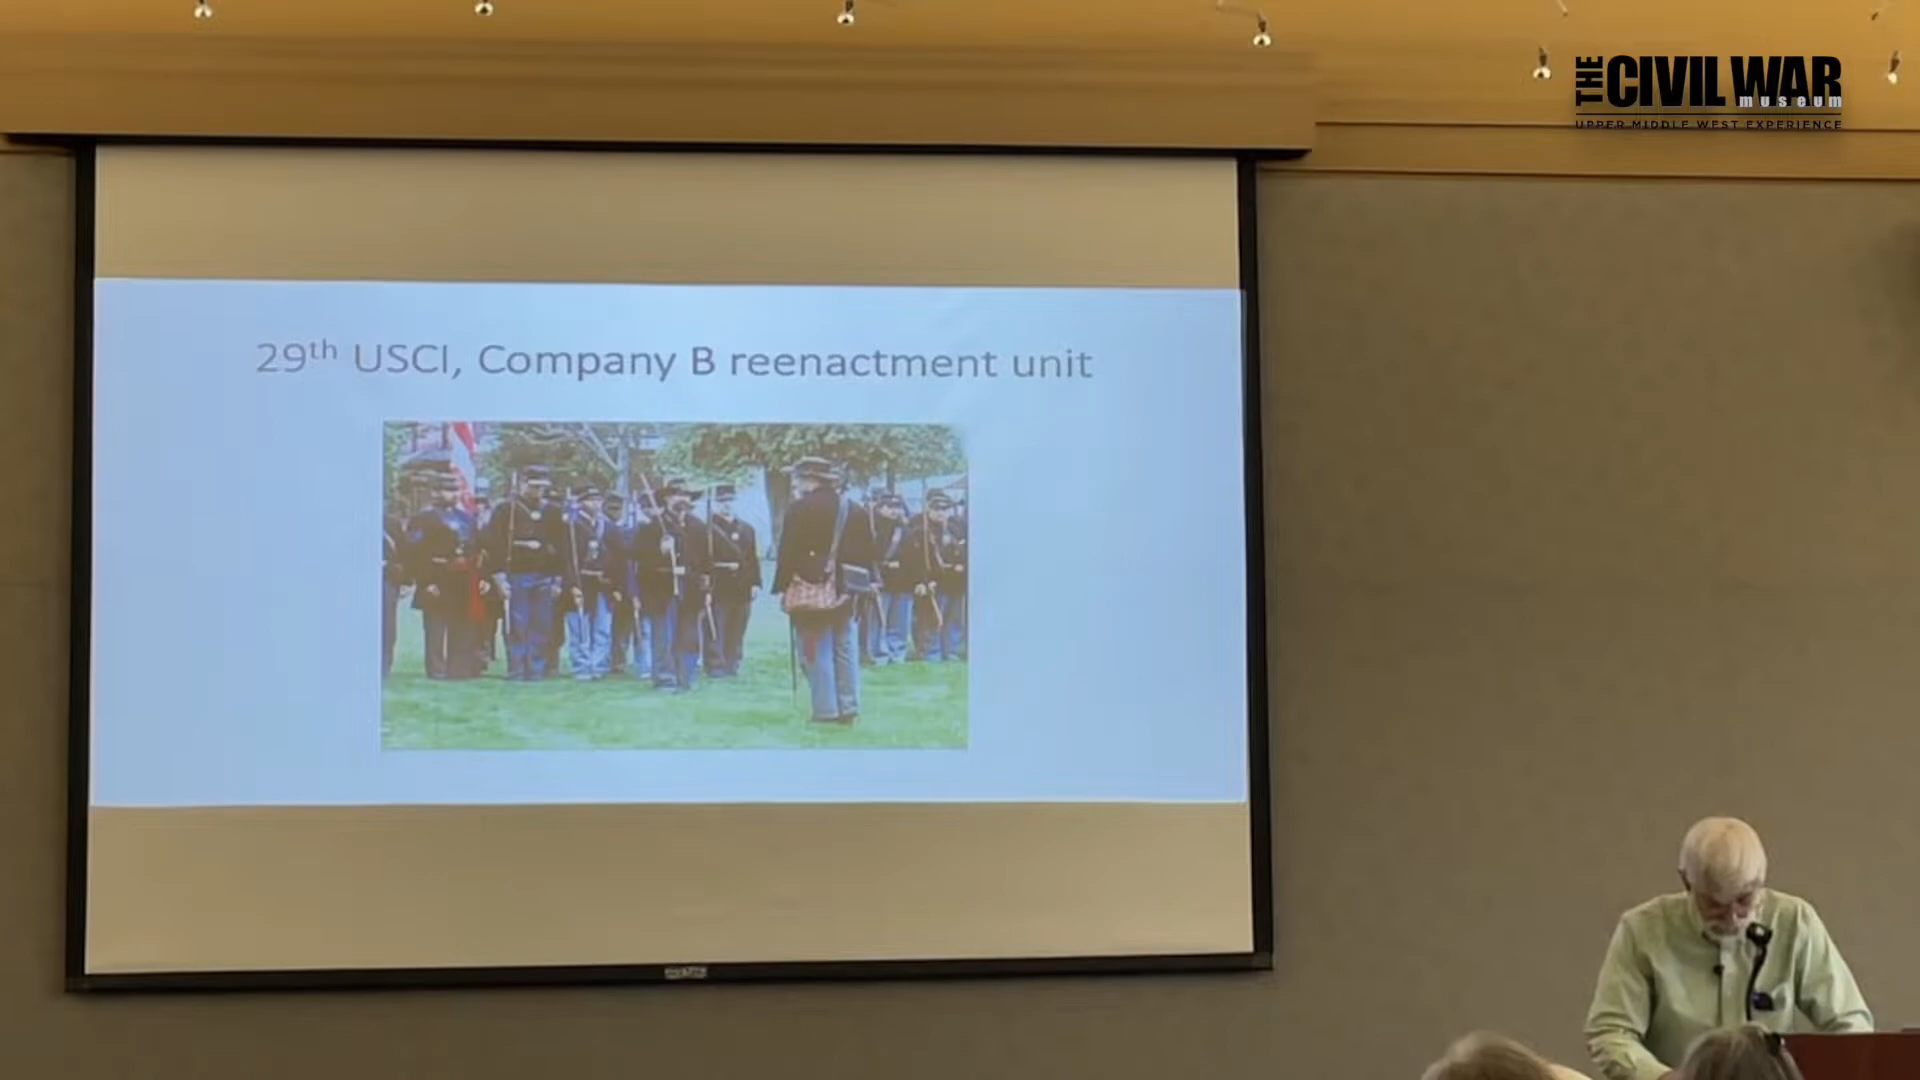 THE CIVIL WAR
museum
UPPER MIDDLE WEST EXPERIENCE
29th USCI, Company B reenactment unit